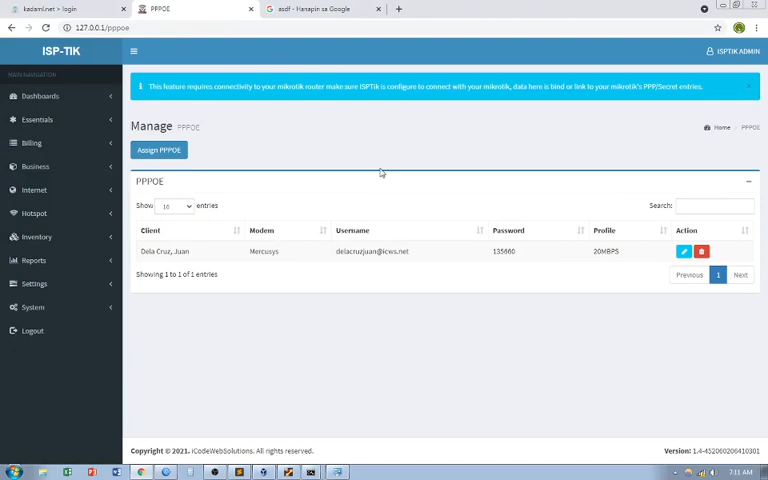 kadaml.net > login
PPPOE
asdf - Hanapin sa Google
127.0.0.1/pppoe
ISP-TIK
ISPTIK ADMIN
MAIN NAVIGATION
Dashboards
Essentials
Billing
Business
Internet
Hotspot
Inventory
Reports
Settings
System
Logout
This feature requires connectivity to your mikrotik router make sure ISPTik is configure to connect with your mikrotik, data here is bind or link to your mikrotik's PPP/Secret entries.
Manage PPPOE
Home / PPPOE
Assign PPPOE
PPPOE
Show 10 entries
Search:
Client Modem Username Password Profile Action
Dela Cruz, Juan Mercusys delacruzjuan@icws.net 135660 20MBPS
Showing 1 to 1 of 1 entries
Previous 1 Next
Copyright © 2021. iCodeWebSolutions. All rights reserved.
Version: 1.4-452060206410301
7:11 AM